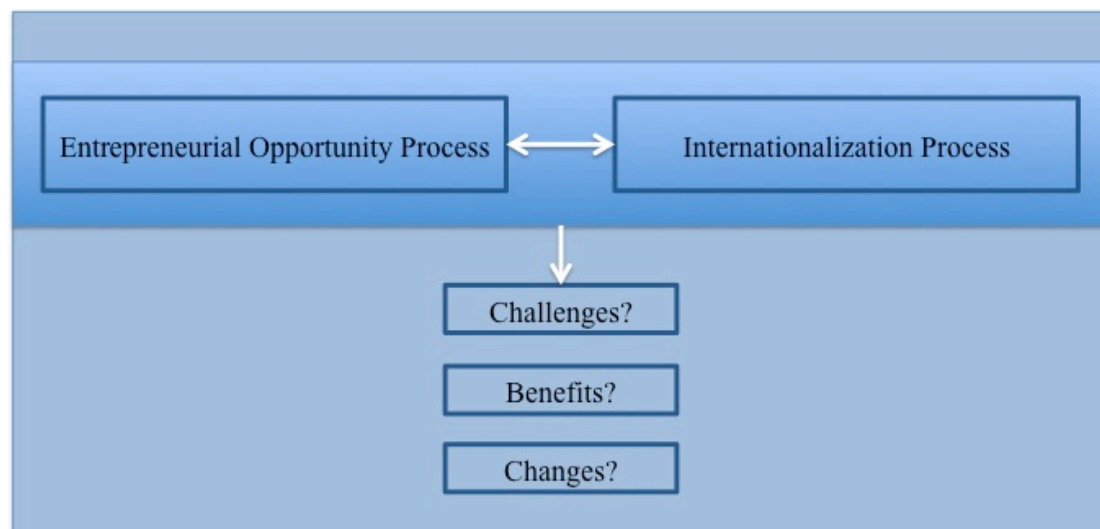 Entrepreneurial Opportunity Process
Internationalization Process
Challenges?
Benefits?
Changes?